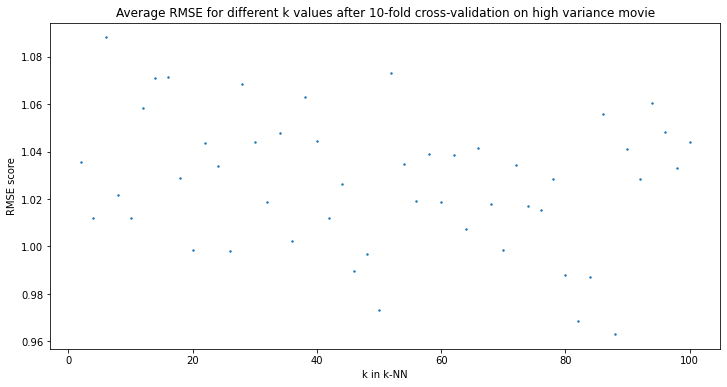 Average RMSE for different k values after 10-fold cross-validation on high variance movie
1.08
1.06
1.04
1.02
1.00
0.98
0.96
RMSE score
0 20 40 60 80 100
k in k-NN